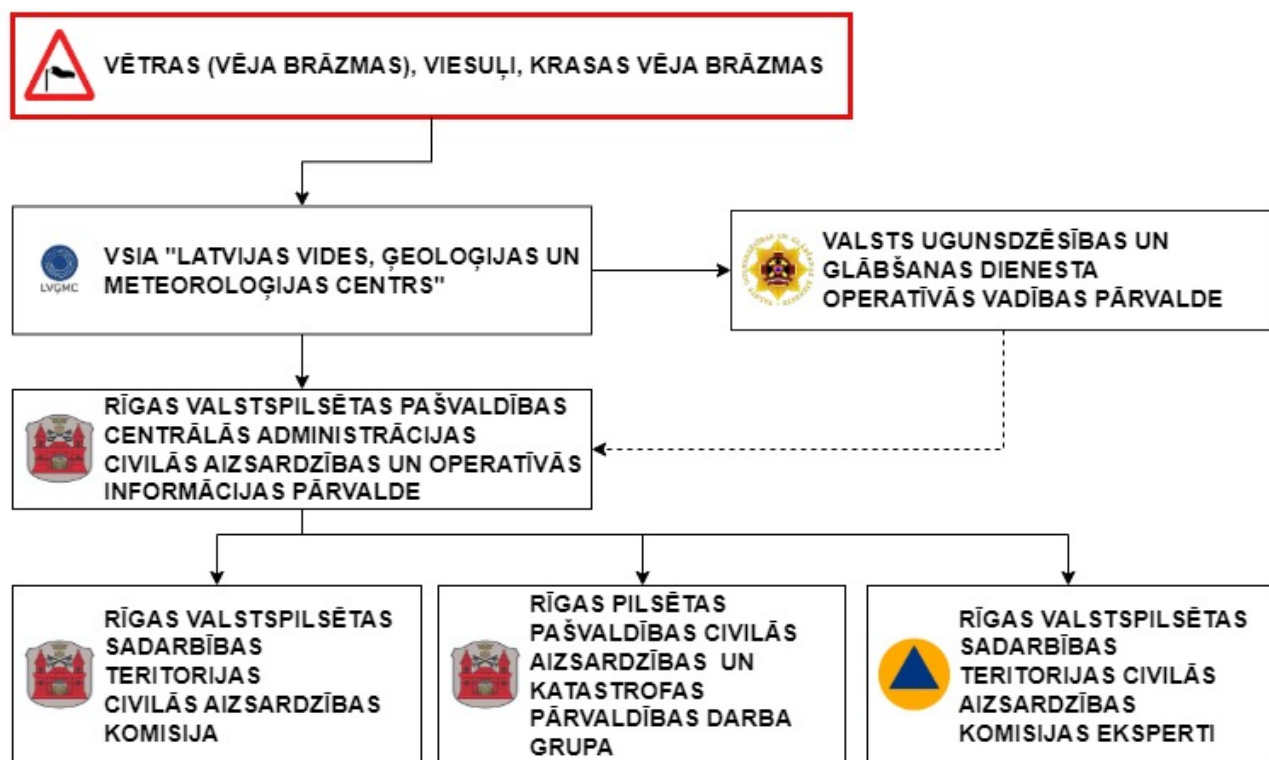 VĒTRAS (VĒJA BRĀZMAS), VIESUĻI, KRASAS VĒJA BRĀZMAS
LVĢMC
VSIA "LATVIJAS VIDES, ĢEOLOĢIJAS UN
METEOROLOĢIJAS CENTRS"
VALSTS UGUNSDZĒSĪBAS UN
GLĀBŠANAS DIENESTA
OPERATĪVĀS VADĪBAS PĀRVALDE
RĪGAS VALSTSPILSĒTAS PAŠVALDĪBAS
CENTRĀLĀS ADMINISTRĀCIJAS
CIVILĀS AIZSARDZĪBAS UN OPERATĪVĀS
INFORMĀCIJAS PĀRVALDE
RĪGAS VALSTSPILSĒTAS
SADARBĪBAS
TERITORIJAS
CIVILĀS AIZSARDZĪBAS
KOMISIJA
RĪGAS PILSĒTAS
PAŠVALDĪBAS CIVILĀS
AIZSARDZĪBAS UN
KATASTROFAS
PĀRVALDĪBAS DARBA
GRUPA
RĪGAS VALSTSPILSĒTAS
SADARBĪBAS
TERITORIJAS CIVILĀS
AIZSARDZĪBAS
KOMISIJAS EKSPERTI